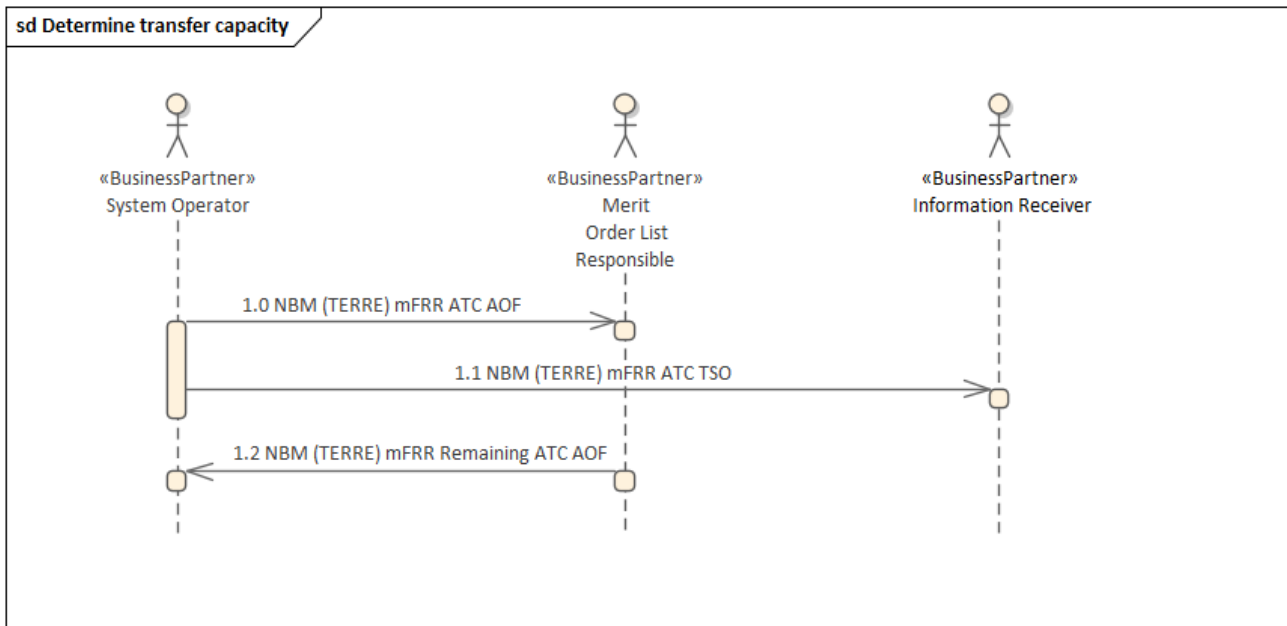 sd Determine transfer capacity
«BusinessPartner»
System Operator
«BusinessPartner»
Merit
Order List
Responsible
«BusinessPartner»
Information Receiver
1.0 NBM (TERRE) mFRR ATC AOF
1.1 NBM (TERRE) mFRR ATC TSO
1.2 NBM (TERRE) mFRR Remaining ATC AOF